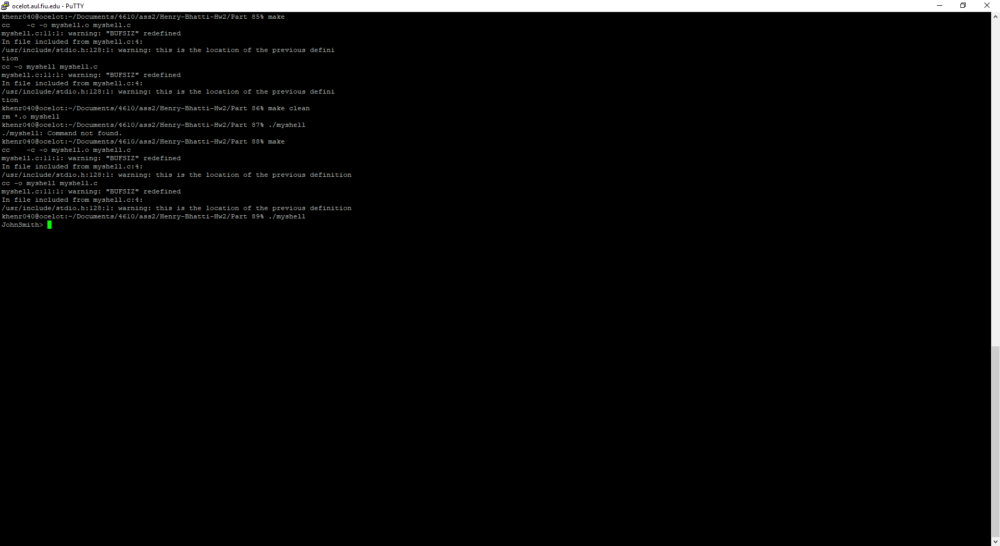 ocelot.aul.fiu.edu - PuTTY
khenr040@ocelot:~/Documents/4610/ass2/Henry-Bhatti-Hw2/Part 85% make
cc    -c -o myshell.o myshell.c
myshell.c:11:1: warning: "BUFSIZ" redefined
In file included from myshell.c:4:
/usr/include/stdio.h:128:1: warning: this is the location of the previous defini
tion
cc -o myshell myshell.c
myshell.c:11:1: warning: "BUFSIZ" redefined
In file included from myshell.c:4:
/usr/include/stdio.h:128:1: warning: this is the location of the previous defini
tion
khenr040@ocelot:~/Documents/4610/ass2/Henry-Bhatti-Hw2/Part 86% make clean
rm *.o myshell
khenr040@ocelot:~/Documents/4610/ass2/Henry-Bhatti-Hw2/Part 87% ./myshell
./myshell: Command not found.
khenr040@ocelot:~/Documents/4610/ass2/Henry-Bhatti-Hw2/Part 88% make
cc    -c -o myshell.o myshell.c
myshell.c:11:1: warning: "BUFSIZ" redefined
In file included from myshell.c:4:
/usr/include/stdio.h:128:1: warning: this is the location of the previous definition
cc -o myshell myshell.c
myshell.c:11:1: warning: "BUFSIZ" redefined
In file included from myshell.c:4:
/usr/include/stdio.h:128:1: warning: this is the location of the previous definition
khenr040@ocelot:~/Documents/4610/ass2/Henry-Bhatti-Hw2/Part 89% ./myshell
JohnSmith>